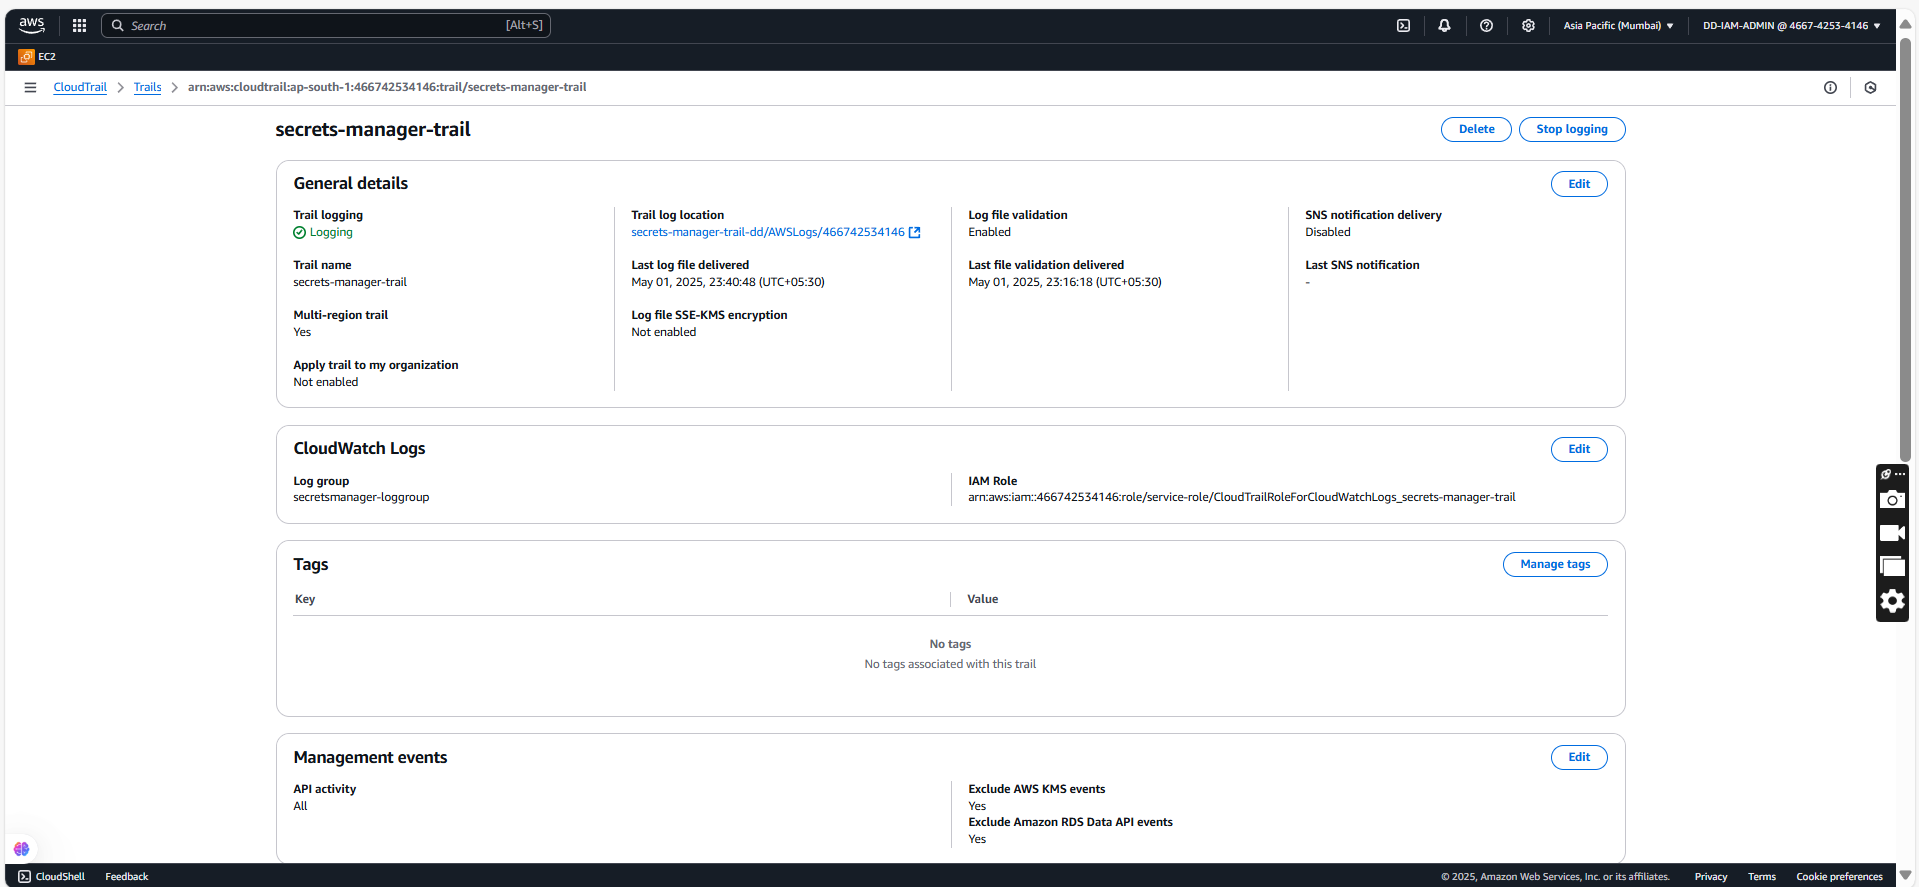 aws
Search
[Alt+S]
Asia Pacific (Mumbai)
DD-IAM-ADMIN @ 4667-4253-4146
EC2
CloudTrail
Trails
arn:aws:cloudtrail:ap-south-1:466742534146:trail/secrets-manager-trail
secrets-manager-trail
Delete
Stop logging
General details
Edit
Trail logging
Logging
Trail name
secrets-manager-trail
Multi-region trail
Yes
Apply trail to my organization
Not enabled
Trail log location
secrets-manager-trail-dd/AWSLogs/466742534146
Last log file delivered
May 01, 2025, 23:40:48 (UTC+05:30)
Log file SSE-KMS encryption
Not enabled
Log file validation
Enabled
Last file validation delivered
May 01, 2025, 23:16:18 (UTC+05:30)
SNS notification delivery
Disabled
Last SNS notification
-
CloudWatch Logs
Edit
Log group
secretsmanager-loggroup
IAM Role
arn:aws:iam::466742534146:role/service-role/CloudTrailRoleForCloudWatchLogs_secrets-manager-trail
Tags
Manage tags
Key
Value
No tags
No tags associated with this trail
Management events
Edit
API activity
All
Exclude AWS KMS events
Yes
Exclude Amazon RDS Data API events
Yes
CloudShell
Feedback
© 2025, Amazon Web Services, Inc. or its affiliates.
Privacy
Terms
Cookie preferences